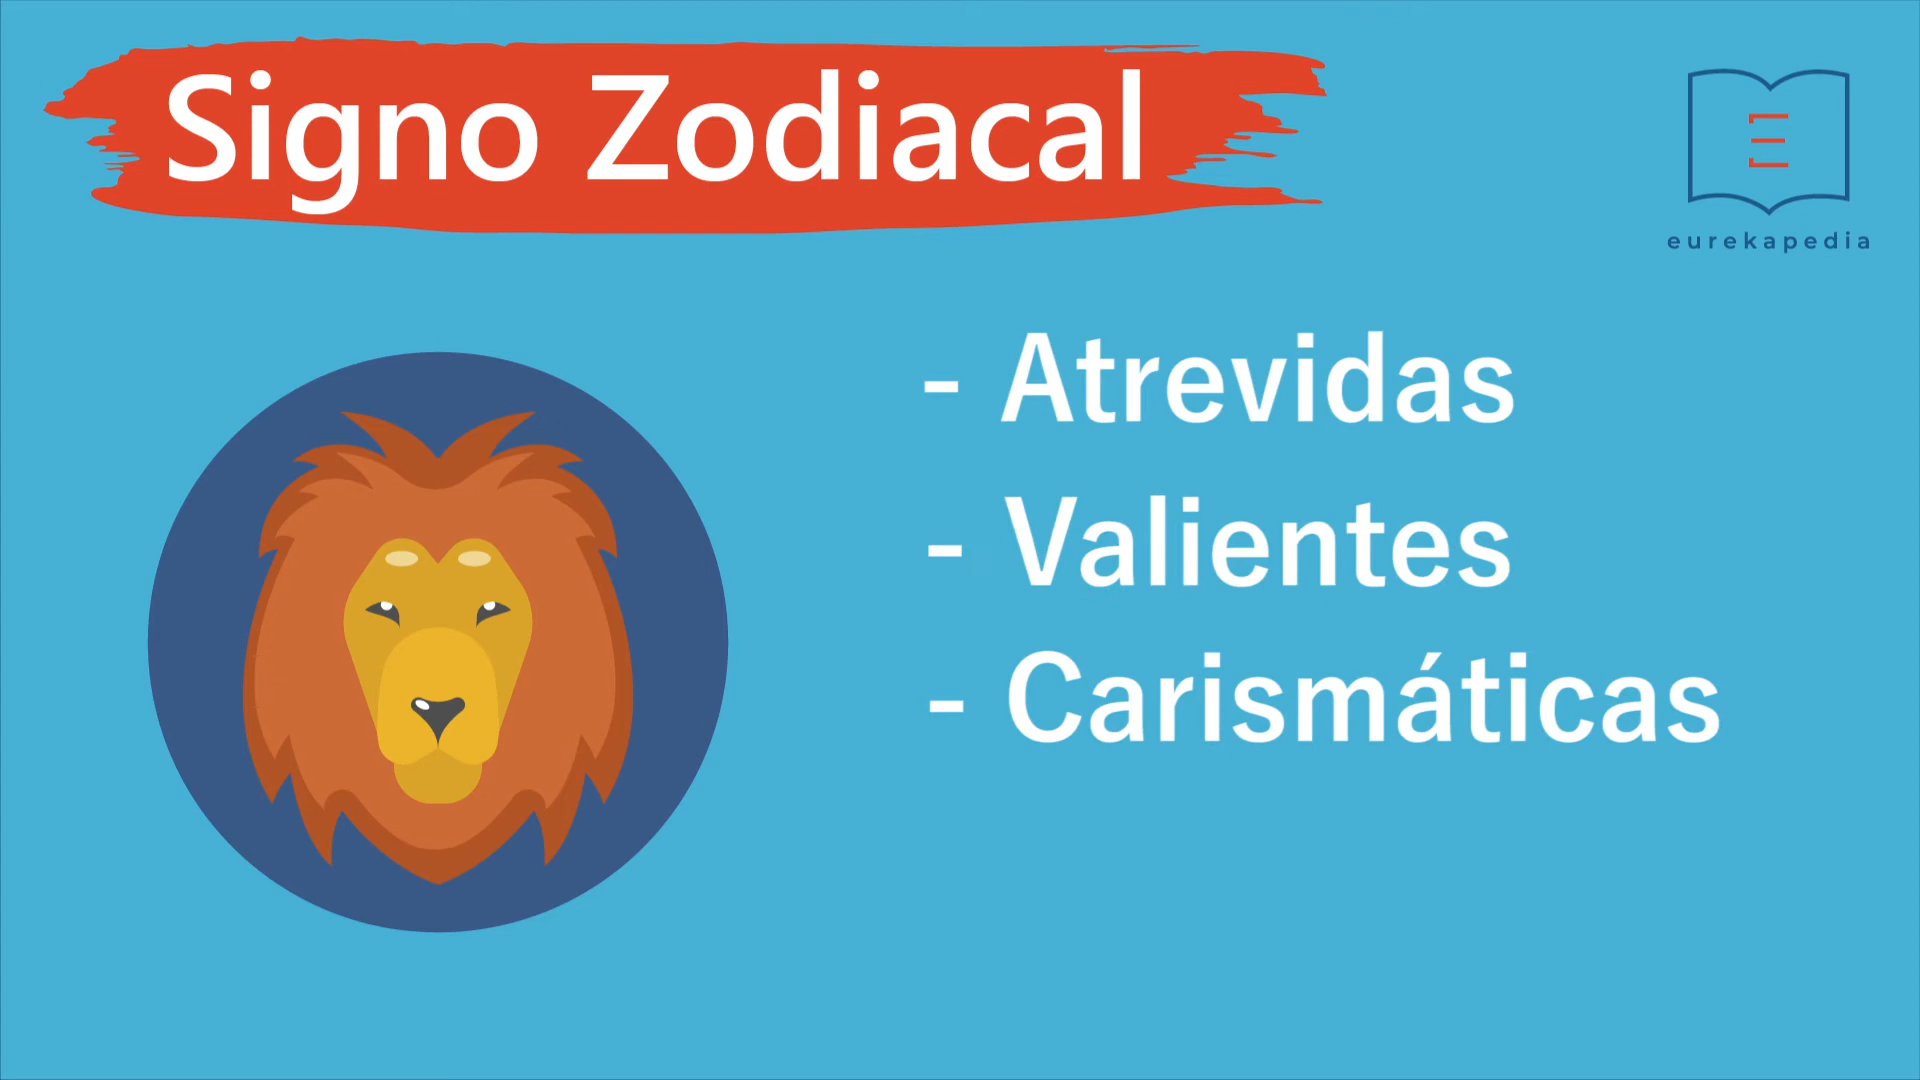 Signo Zodiacal
eurekapedia
- Atrevidas
- Valientes
- Carismáticas